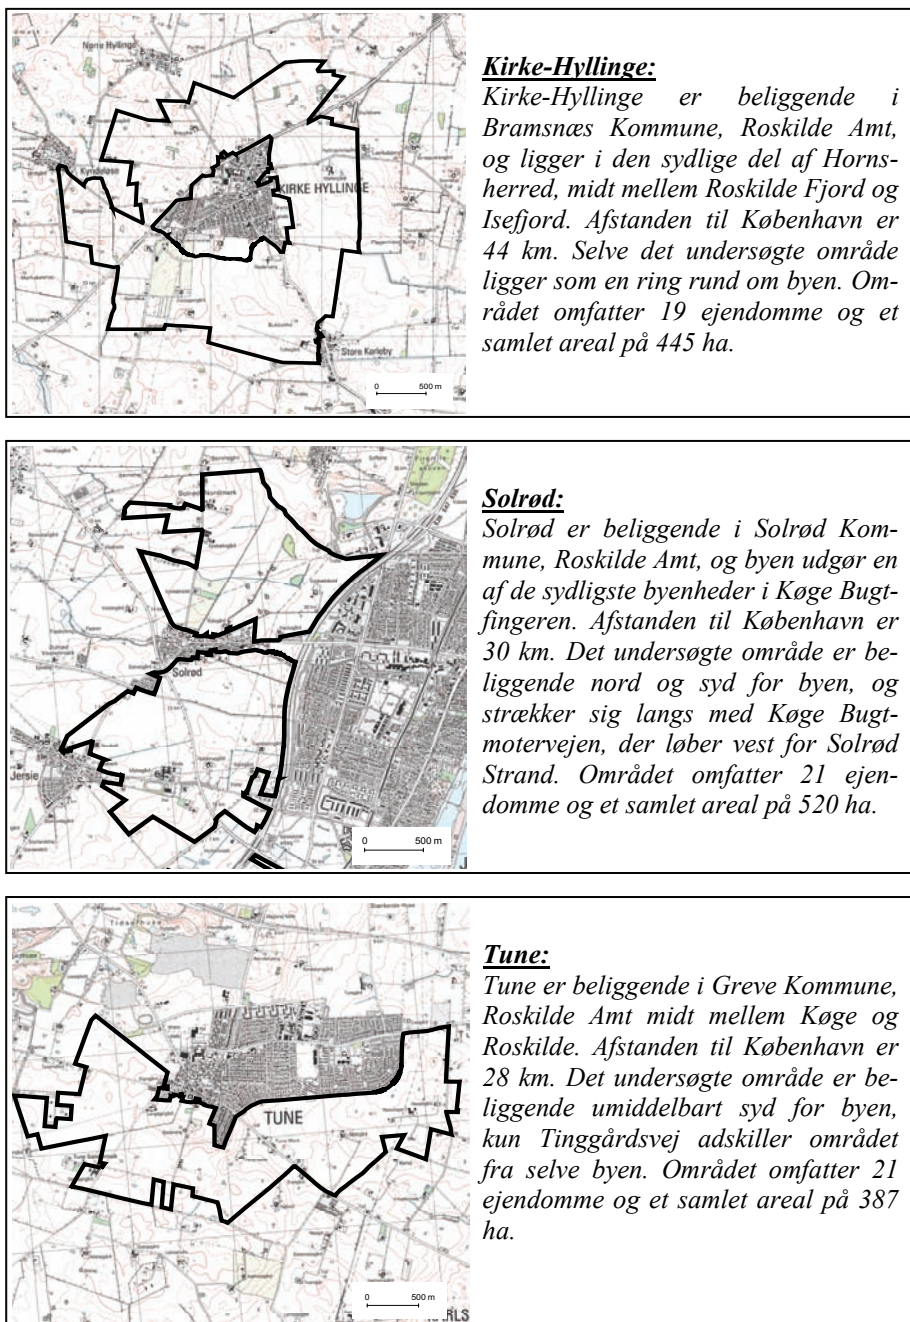 Nørre Hyllinge
Kyndeløse
KIRKE HYLLINGE
Store Karleby
0 500 m
Kirke-Hyllinge:
Kirke-Hyllinge er beliggende i
Bramsnæs Kommune, Roskilde Amt,
og ligger i den sydlige del af Horns-
herred, midt mellem Roskilde Fjord og
Isefjord. Afstanden til København er
44 km. Selve det undersøgte område
ligger som en ring rund om byen. Om-
rådet omfatter 19 ejendomme og et
samlet areal på 445 ha.
Solrød
Jersie
0 500 m
Solrød:
Solrød er beliggende i Solrød Kom-
mune, Roskilde Amt, og byen udgør en
af de sydligste byenheder i Køge Bugt-
fingeren. Afstanden til København er
30 km. Det undersøgte område er be-
liggende nord og syd for byen, og
strækker sig langs med Køge Bugt-
motervejen, der løber vest for Solrød
Strand. Området omfatter 21 ejen-
domme og et samlet areal på 520 ha.
TUNE
0 500 m
Tune:
Tune er beliggende i Greve Kommune,
Roskilde Amt midt mellem Køge og
Roskilde. Afstanden til København er
28 km. Det undersøgte område er be-
liggende umiddelbart syd for byen,
kun Tinggårdsvej adskiller området
fra selve byen. Området omfatter 21
ejendomme og et samlet areal på 387
ha.